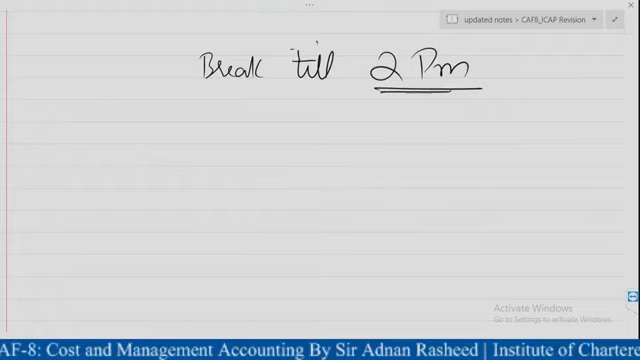 updated notes > CAF8_ICAP Revision
Break till 2 Pm
Activate Windows
Go to Settings to activate Windows.
AF-8: Cost and Management Accounting By Sir Adnan Rasheed | Institute of Chartere